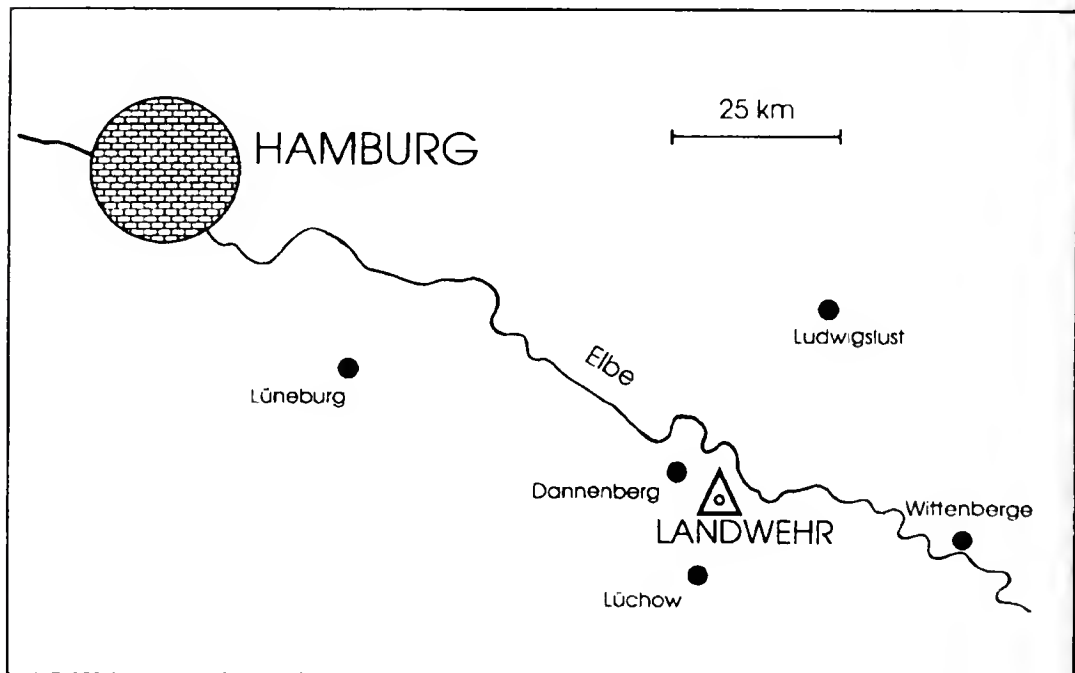 25 km
HAMBURG
Ludwigslust
Elbe
Lüneburg
Dannenberg
Wittenberge
LANDWEHR
Lüchow